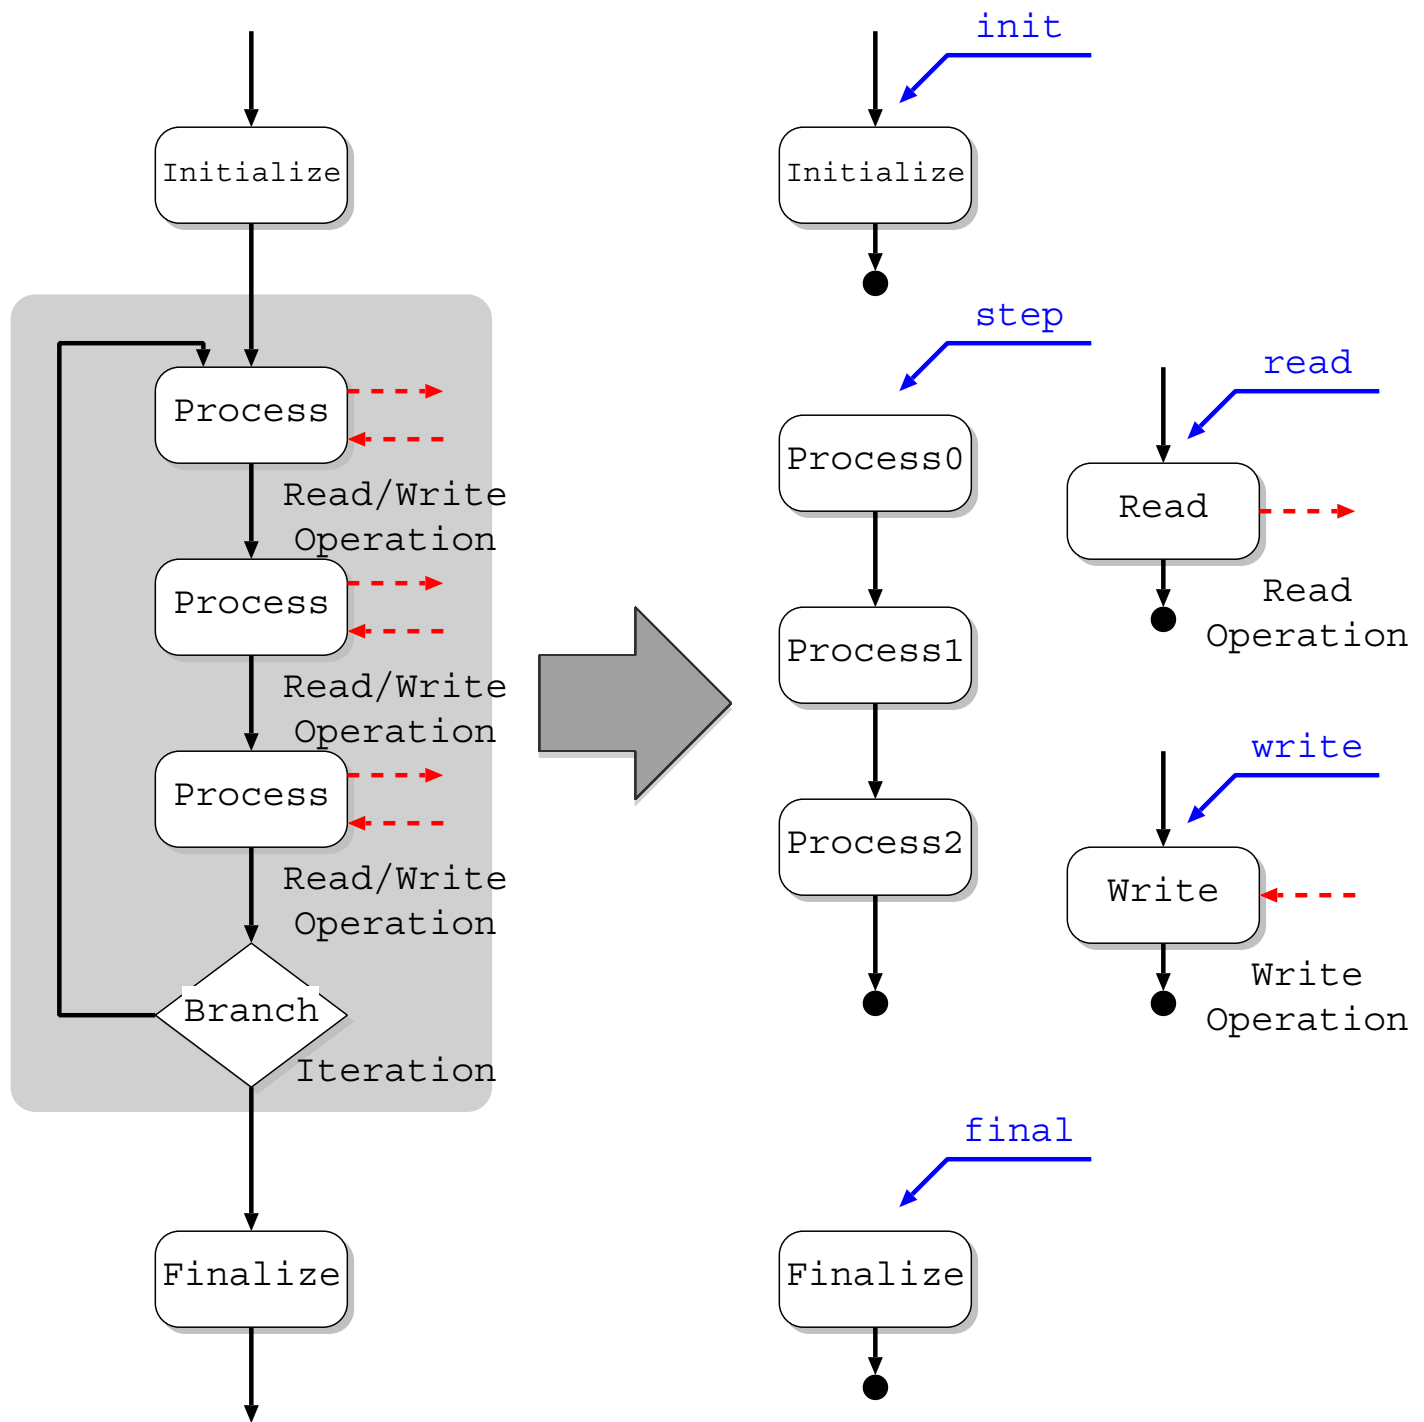 Initialize
Process
Read/Write
Operation
Process
Read/Write
Operation
Process
Read/Write
Operation
Branch
Iteration
Finalize
init
Initialize
step
Process0
Process1
Process2
read
Read
Read
Operation
write
Write
Write
Operation
final
Finalize